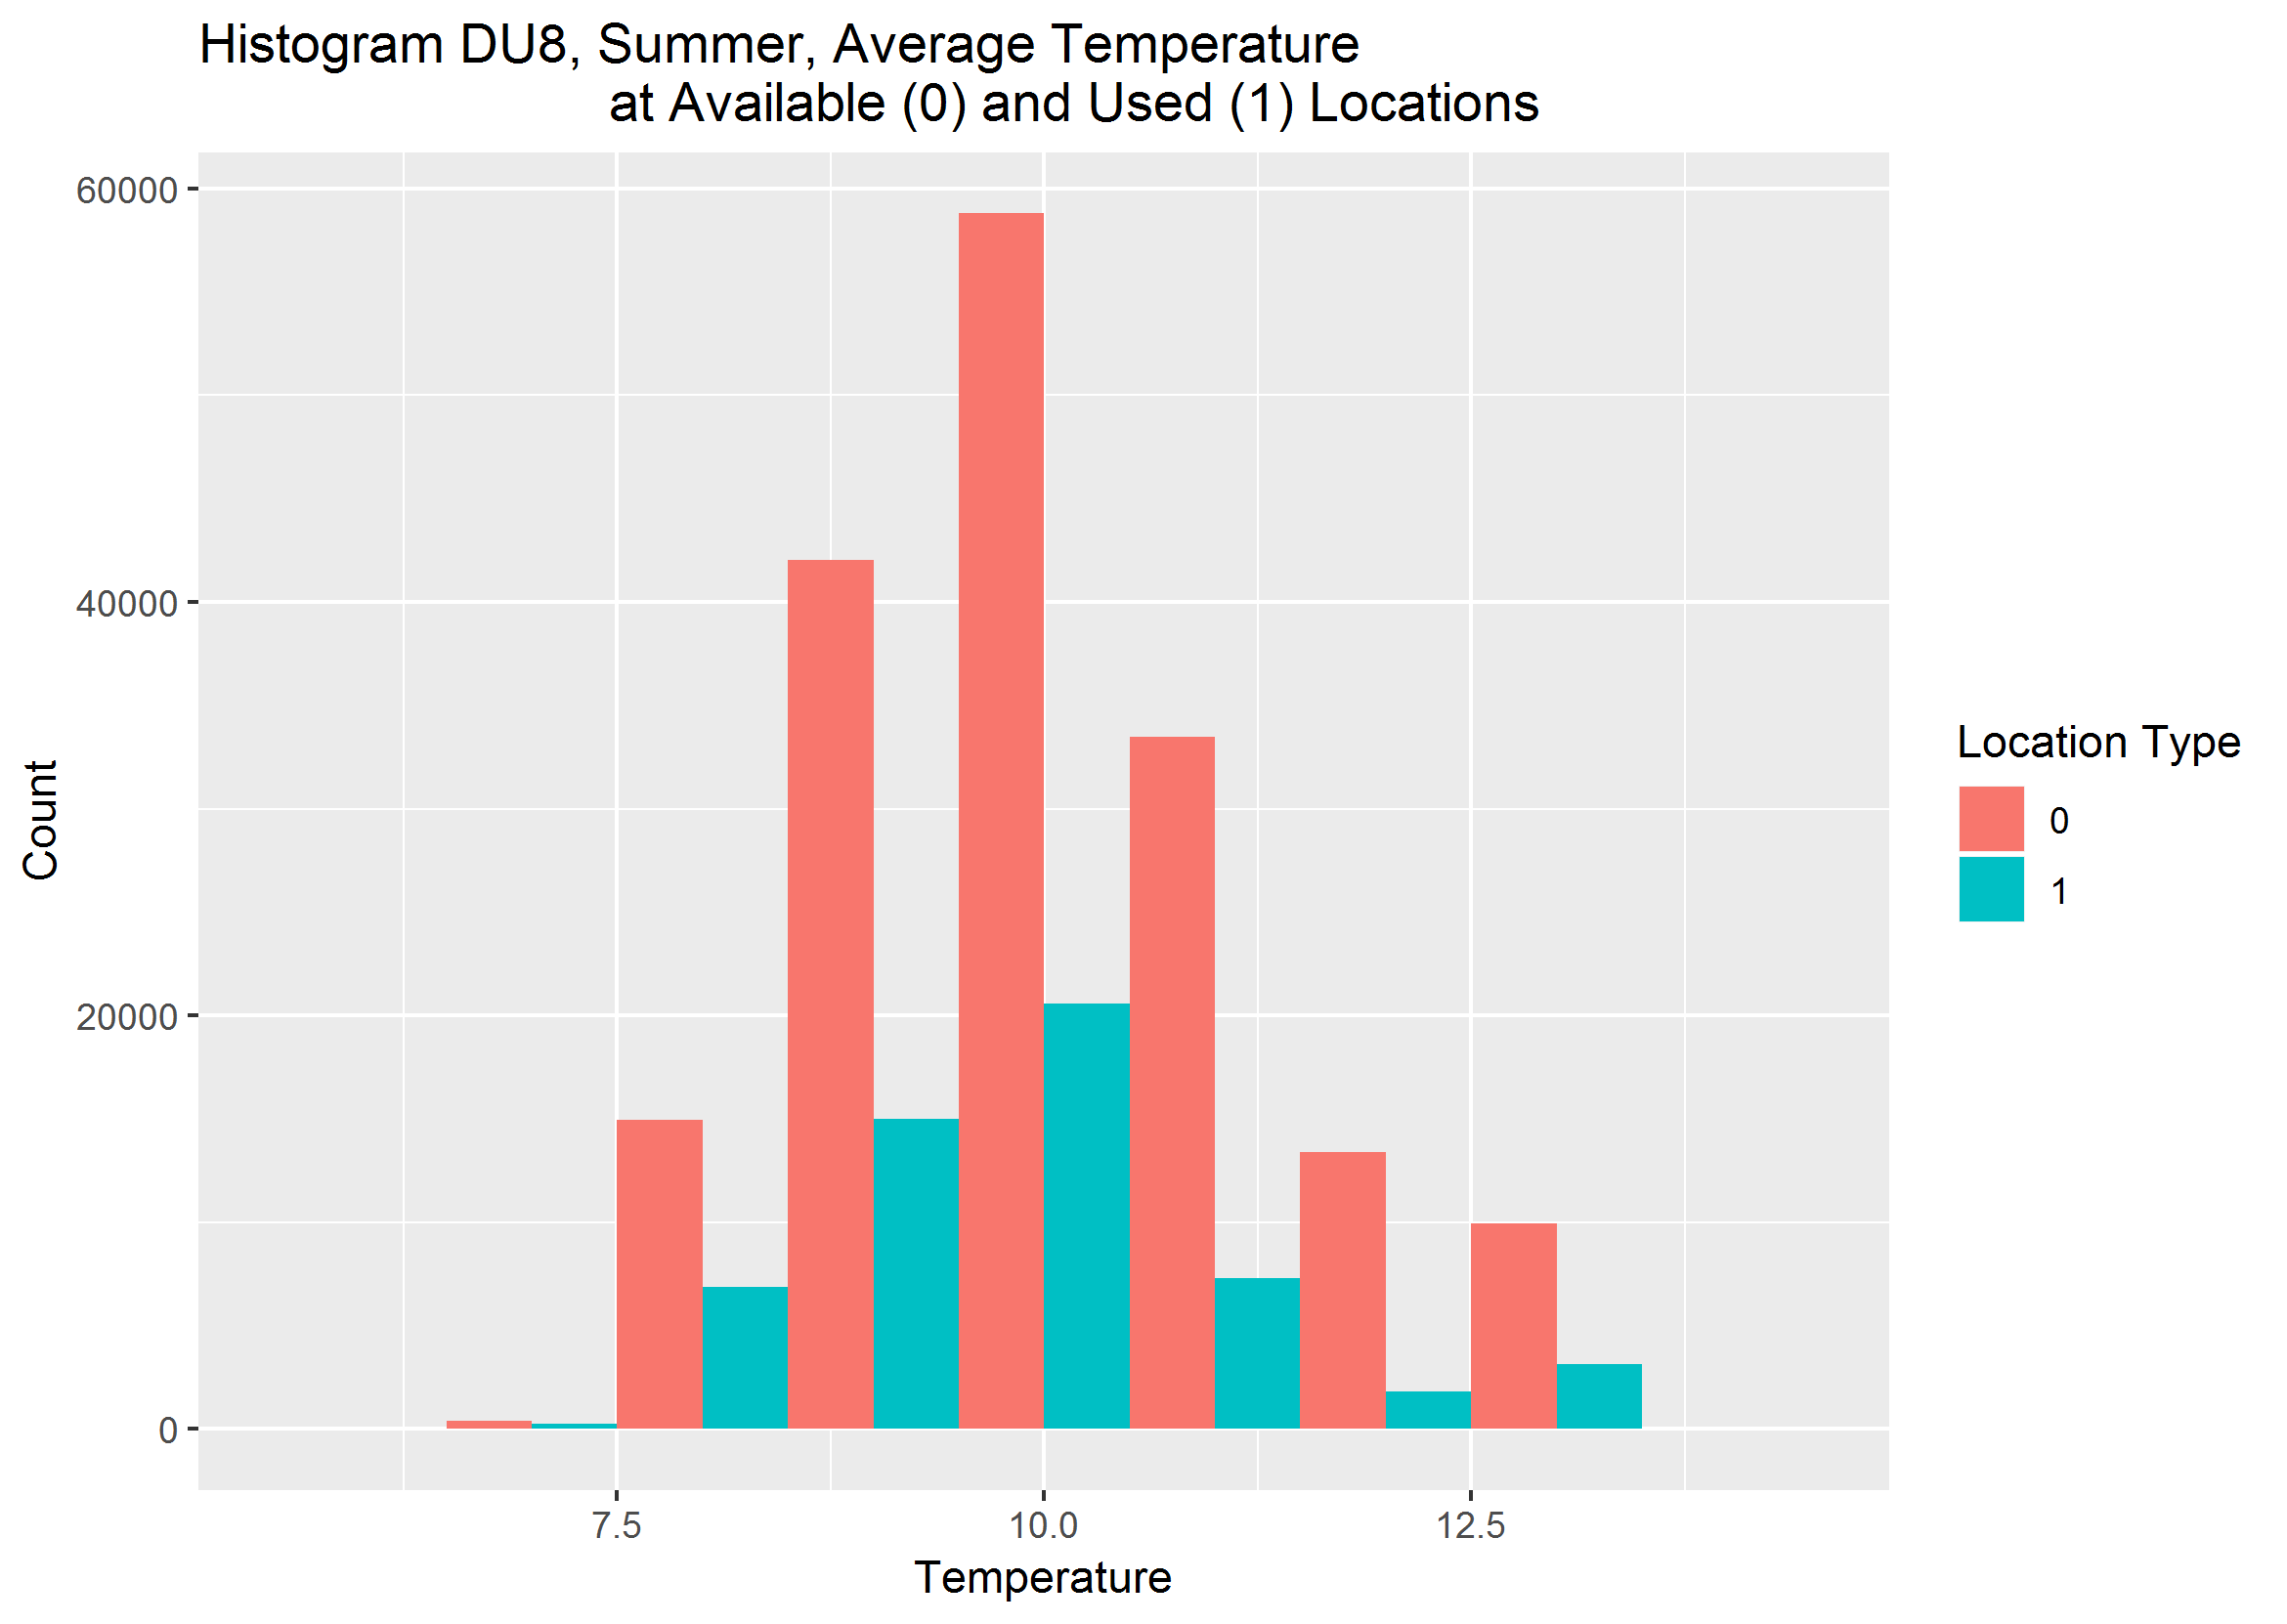 Histogram DU8, Summer, Average Temperature
at Available (0) and Used (1) Locations
60000
40000
20000
0
Count
7.5
10.0
12.5
Temperature
Location Type
0
1